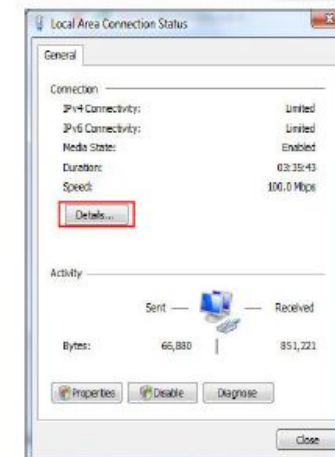 Local Area Connection Status
General
Connection
IPv4 Connectivity: Limited
IPv6 Connectivity: Limited
Media State: Enabled
Duration: 03:35:43
Speed: 100.0 Mbps
Details...
Activity
Sent — — Received
Bytes: 66,880 851,221
Properties Disable Diagnose
Close